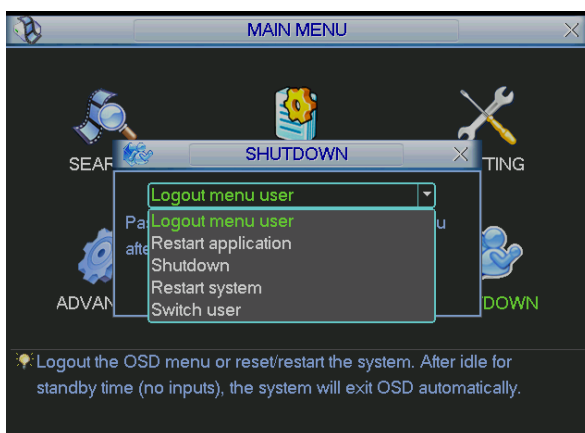 MAIN MENU
SEAR
TING
SHUTDOWN
Logout menu user
Pa
u
afte
Logout menu user
Restart application
Shutdown
Restart system
Switch user
ADVAN
DOWN
Logout the OSD menu or reset/restart the system. After idle for
standby time (no inputs), the system will exit OSD automatically.